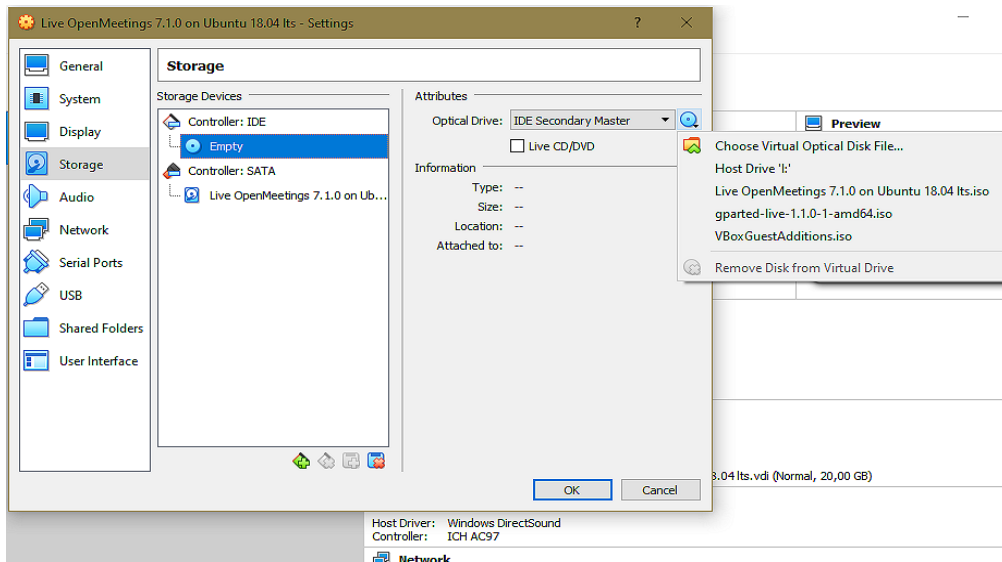 Live OpenMeetings 7.1.0 on Ubuntu 18.04 lts - Settings
?
General
System
Display
Storage
Audio
Network
Serial Ports
USB
Shared Folders
User Interface
Storage
Storage Devices
Controller: IDE
Empty
Controller: SATA
Live OpenMeetings 7.1.0 on Ub...
Attributes
Optical Drive: IDE Secondary Master
Live CD/DVD
Information
Type: --
Size: --
Location: --
Attached to: --
OK Cancel
Preview
Choose Virtual Optical Disk File...
Host Drive 'I:'
Live OpenMeetings 7.1.0 on Ubuntu 18.04 lts.iso
gparted-live-1.1.0-1-amd64.iso
VBoxGuestAdditions.iso
Remove Disk from Virtual Drive
.04 lts.vdi (Normal, 20,00 GB)
Host Driver: Windows DirectSound
Controller: ICH AC97
Network